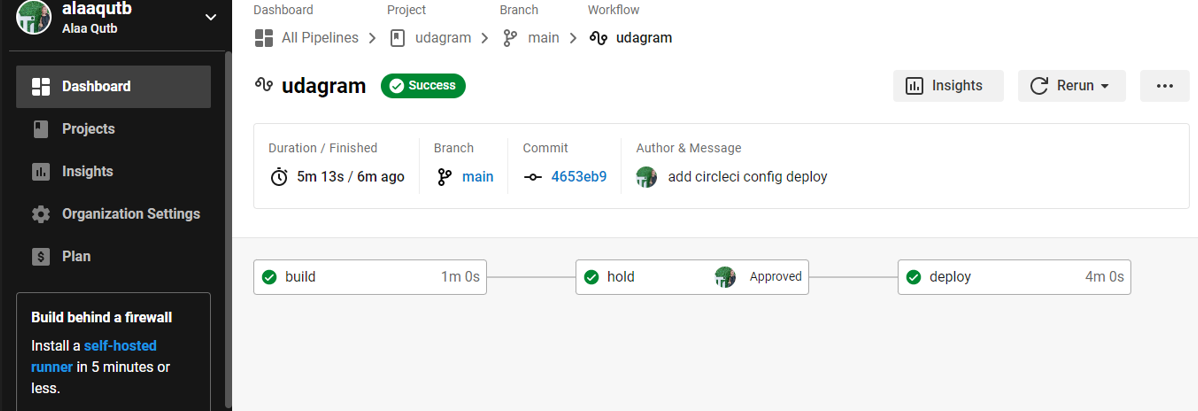 alaaqutb
Alaa Qutb
Dashboard
Projects
Insights
Organization Settings
Plan
Build behind a firewall
Install a self-hosted
runner in 5 minutes or
less.
Dashboard Project Branch Workflow
All Pipelines udagram main udagram
udagram Success
Insights Rerun
Duration / Finished Branch Commit Author & Message
5m 13s / 6m ago main 4653eb9 add circleci config deploy
build 1m 0s hold Approved deploy 4m 0s